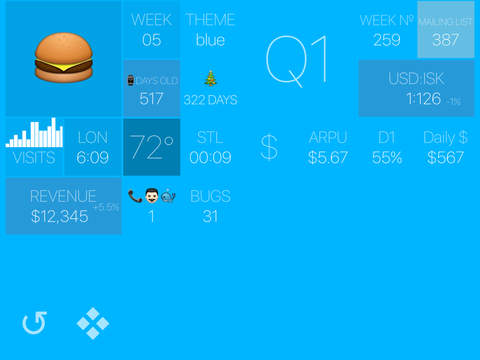 WEEK
05
THEME
blue
Q1
WEEK Nº
259
MAILING LIST
387
DAYS OLD
517
322 DAYS
USD:ISK
1:126 -1%
VISITS
LON
6:09
72°
STL
00:09
$
ARPU
$5.67
D1
55%
Daily $
$567
REVENUE
$12,345 +5.5%
1
BUGS
31